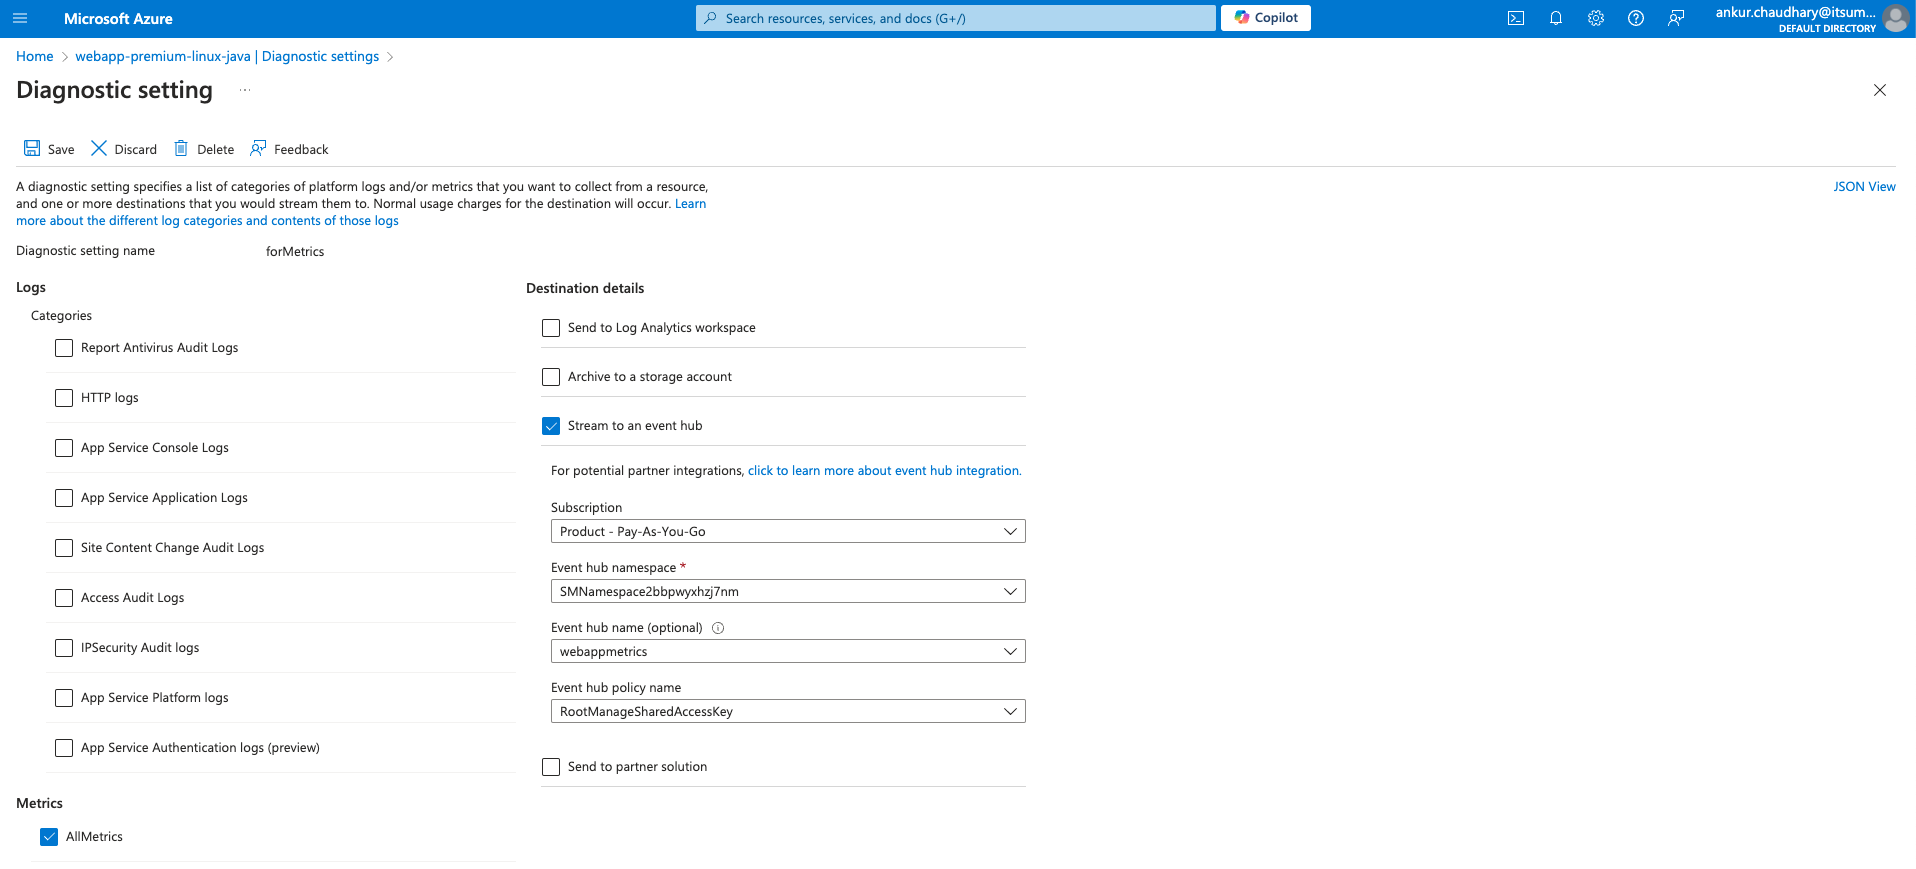 Microsoft Azure
Search resources, services, and docs (G+/)
Copilot
ankur.chaudhary@itsum...
DEFAULT DIRECTORY
Home > webapp-premium-linux-java | Diagnostic settings >
Diagnostic setting ...
Save Discard Delete Feedback
A diagnostic setting specifies a list of categories of platform logs and/or metrics that you want to collect from a resource,
and one or more destinations that you would stream them to. Normal usage charges for the destination will occur. Learn
more about the different log categories and contents of those logs
JSON View
Diagnostic setting name forMetrics
Logs
Categories
Report Antivirus Audit Logs
HTTP logs
App Service Console Logs
App Service Application Logs
Site Content Change Audit Logs
Access Audit Logs
IPSecurity Audit logs
App Service Platform logs
App Service Authentication logs (preview)
Metrics
AllMetrics
Destination details
Send to Log Analytics workspace
Archive to a storage account
Stream to an event hub
For potential partner integrations, click to learn more about event hub integration.
Subscription
Product - Pay-As-You-Go
Event hub namespace *
SMNamespace2bbpwyxhzj7nm
Event hub name (optional)
webappmetrics
Event hub policy name
RootManageSharedAccessKey
Send to partner solution